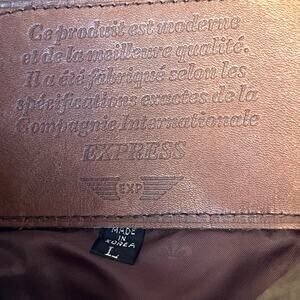 Ce produit est moderne
et de la meilleure qualité.
Il a été fabriqué selon les
spécifications exactes de la
Compagnie Internationale
EXPRESS
EXP
MADE
IN
KOREA
L